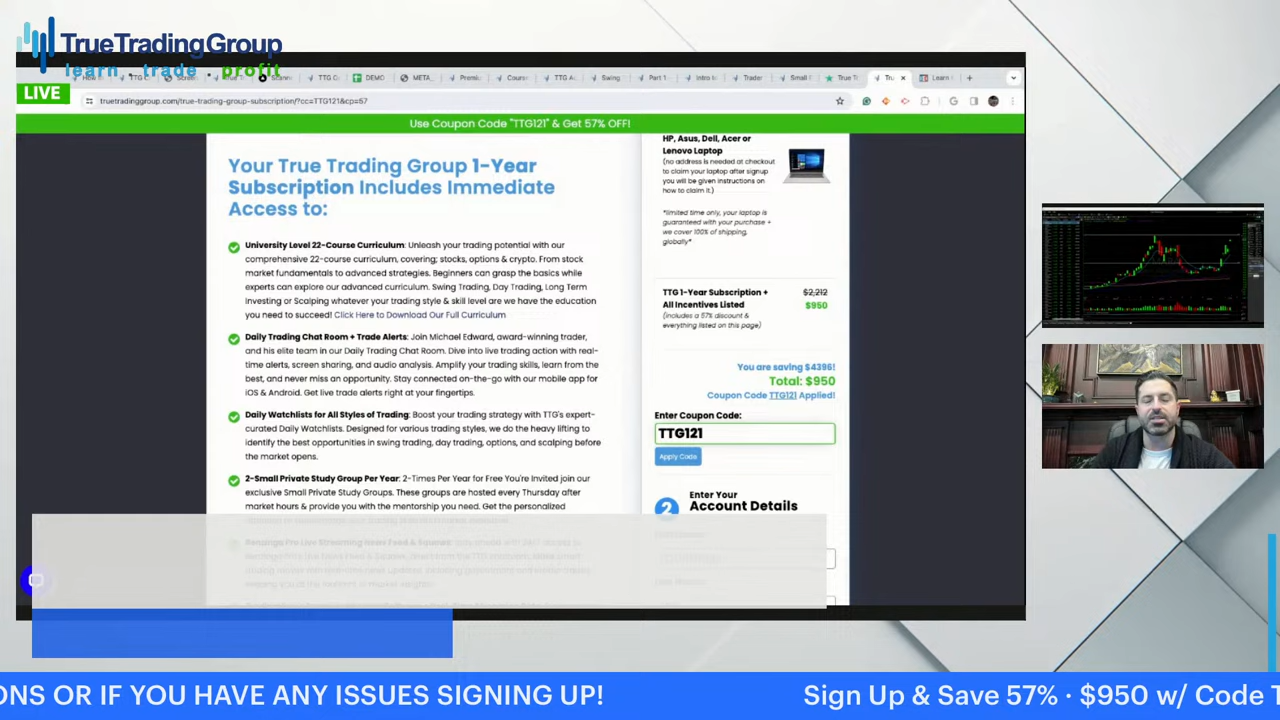 TrueTradingGroup
learn. trade. profit
LIVE
TTG C
DEMO
META_
Premiu
Course
TTG A
Swing
Part 1
Intro t
Trader
Small P
True Tr
Tru
Learn
truetradinggroup.com/true-trading-group-subscription/?cc=TTG121&cp=57
Use Coupon Code "TTG121" & Get 57% OFF!
Your True Trading Group 1-Year
Subscription Includes Immediate
Access to:
University Level 22-Course Curriculum: Unleash your trading potential with our
comprehensive 22-course curriculum, covering; stocks, options & crypto. From stock
market fundamentals to advanced strategies. Beginners can grasp the basics while
experts can explore our advanced curriculum. Swing Trading, Day Trading, Long Term
Investing or Scalping whatever your trading style & skill level are we have the education
you need to succeed! Click Here to Download Our Full Curriculum
Daily Trading Chat Room + Trade Alerts: Join Michael Edward, award-winning trader,
and his elite team in our Daily Trading Chat Room. Dive into live trading action with real-
time alerts, screen sharing, and audio analysis. Amplify your trading skills, learn from the
best, and never miss an opportunity. Stay connected on-the-go with our mobile app for
iOS & Android. Get live trade alerts right at your fingertips.
Daily Watchlists for All Styles of Trading: Boost your trading strategy with TTG's expert-
curated Daily Watchlists. Designed for various trading styles, we do the heavy lifting to
identify the best opportunities in swing trading, day trading, options, and scalping before
the market opens.
2-Small Private Study Group Per Year: 2-Times Per Year for Free You're Invited join our
exclusive Small Private Study Groups. These groups are hosted every Thursday after
market hours & provide you with the mentorship you need. Get the personalized
HP, Asus, Dell, Acer or
Lenovo Laptop
(no address is needed at checkout
to claim your laptop after signup
you will be given instructions on
how to claim it.)
*limited time only, your laptop is
guaranteed with your purchase +
we cover 100% of shipping,
globally*
TTG 1-Year Subscription + $2,212
All Incentives Listed $950
(includes a 57% discount &
everything listed on this page)
You are saving $4396!
Total: $950
Coupon Code TTG121 Applied!
Enter Coupon Code:
TTG121
Apply Code
2 Enter Your
Account Details
ONS OR IF YOU HAVE ANY ISSUES SIGNING UP! Sign Up & Save 57% · $950 w/ Code T